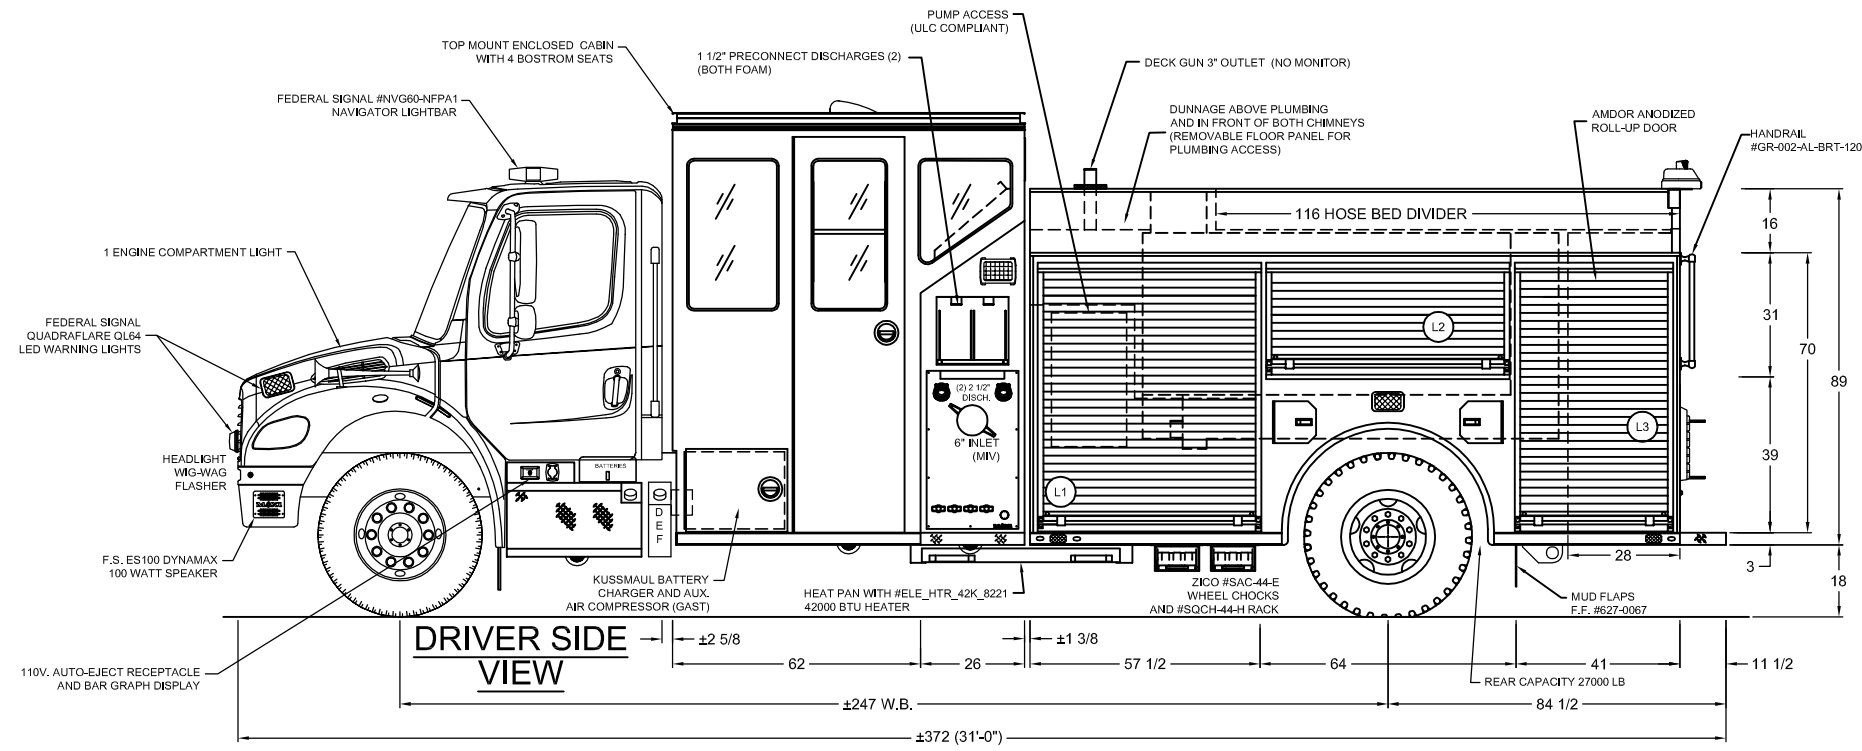 PUMP ACCESS
(ULC COMPLIANT)
TOP MOUNT ENCLOSED CABIN
WITH 4 BOSTROM SEATS
1 1/2" PRECONNECT DISCHARGES (2)
(BOTH FOAM)
DECK GUN 3" OUTLET (NO MONITOR)
FEDERAL SIGNAL #NVG60-NFPA1
NAVIGATOR LIGHTBAR
DUNNAGE ABOVE PLUMBING
AND IN FRONT OF BOTH CHIMNEYS
(REMOVABLE FLOOR PANEL FOR
PLUMBING ACCESS)
AMDOR ANODIZED
ROLL-UP DOOR
HANDRAIL
#GR-002-AL-BRT-120
116 HOSE BED DIVIDER
16
1 ENGINE COMPARTMENT LIGHT
FEDERAL SIGNAL
QUADRAFLARE QL64
LED WARNING LIGHTS
L2
31
70
89
(2) 2 1/2"
DISCH.
6" INLET
(MIV)
L3
39
HEADLIGHT
WIG-WAG
FLASHER
BATTERIES
L1
D
E
F
F.S. ES100 DYNAMAX
100 WATT SPEAKER
28
3
18
KUSSMAUL BATTERY
CHARGER AND AUX.
AIR COMPRESSOR (GAST)
HEAT PAN WITH #ELE_HTR_42K_8221
42000 BTU HEATER
ZICO #SAC-44-E
WHEEL CHOCKS
AND #SQCH-44-H RACK
MUD FLAPS
F.F. #627-0067
DRIVER SIDE
VIEW
±2 5/8
±1 3/8
62
26
57 1/2
64
41
11 1/2
110V. AUTO-EJECT RECEPTACLE
AND BAR GRAPH DISPLAY
REAR CAPACITY 27000 LB
±247 W.B.
84 1/2
±372 (31'-0")